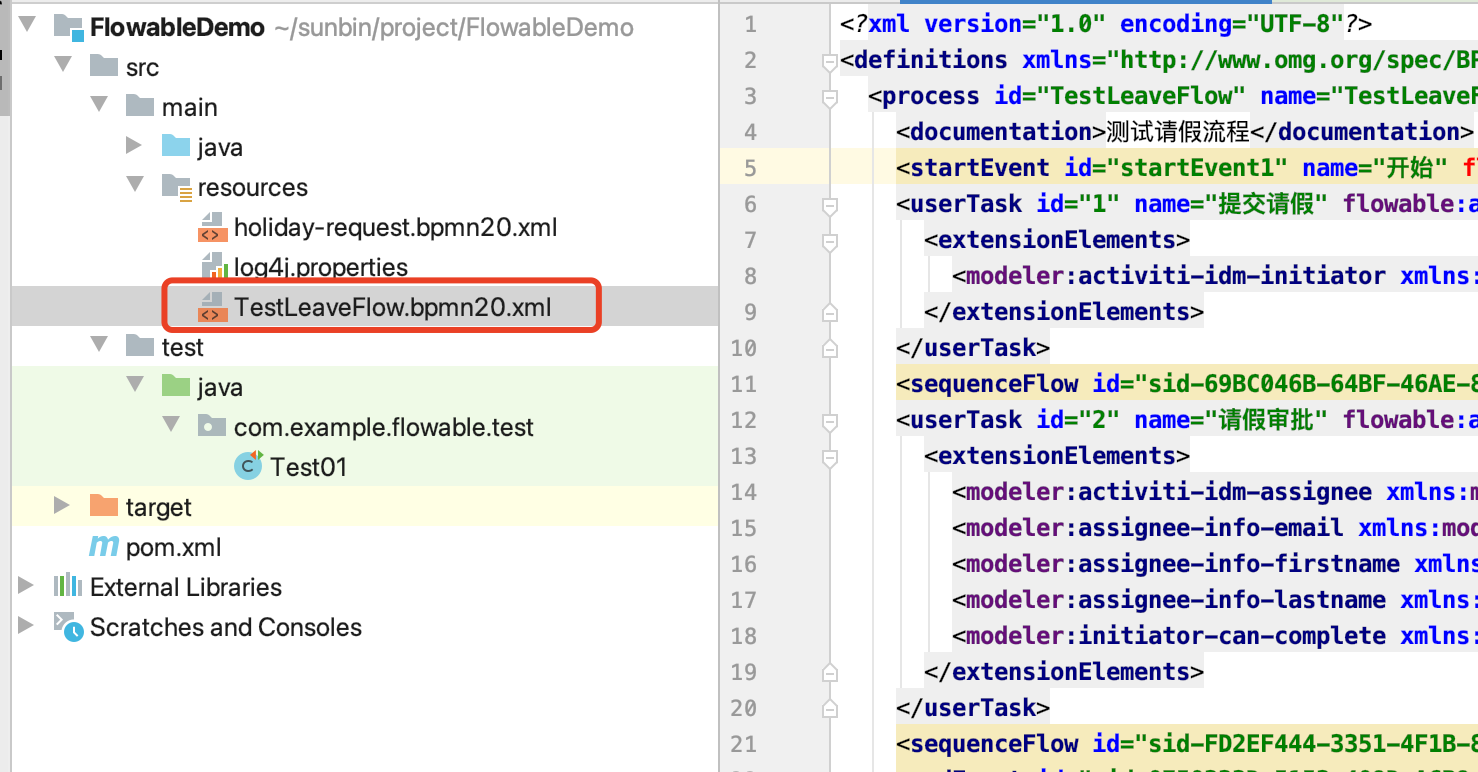 FlowableDemo ~/sunbin/project/FlowableDemo
src
main
java
resources
holiday-request.bpmn20.xml
log4j.properties
TestLeaveFlow.bpmn20.xml
test
java
com.example.flowable.test
Test01
target
pom.xml
External Libraries
Scratches and Consoles
1 <?xml version="1.0" encoding="UTF-8"?>
2 <definitions xmlns="http://www.omg.org/spec/BP
3 <process id="TestLeaveFlow" name="TestLeaveF
4 <documentation>测试请假流程</documentation>
5 <startEvent id="startEvent1" name="开始" fl
6 <userTask id="1" name="提交请假" flowable:a
7 <extensionElements>
8 <modeler:activiti-idm-initiator xmlns:
9 </extensionElements>
10 </userTask>
11 <sequenceFlow id="sid-69BC046B-64BF-46AE-8
12 <userTask id="2" name="请假审批" flowable:a
13 <extensionElements>
14 <modeler:activiti-idm-assignee xmlns:m
15 <modeler:assignee-info-email xmlns:mod
16 <modeler:assignee-info-firstname xmlns
17 <modeler:assignee-info-lastname xmlns:
18 <modeler:initiator-can-complete xmlns:
19 </extensionElements>
20 </userTask>
21 <sequenceFlow id="sid-FD2EF444-3351-4F1B-8